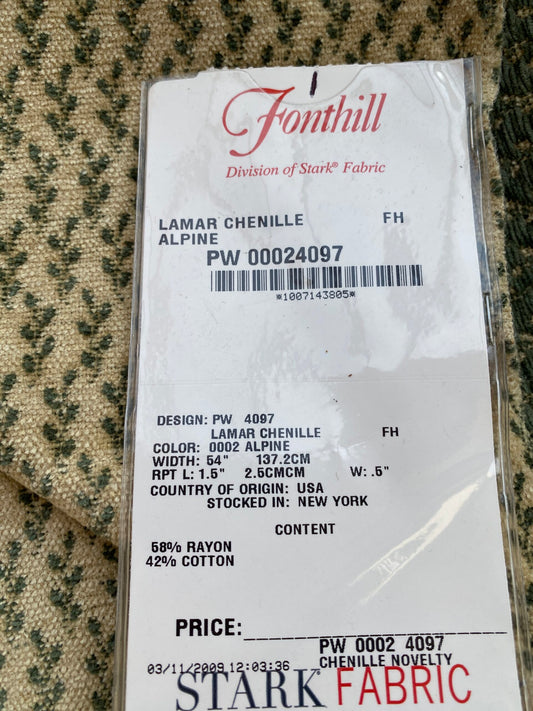 Fonthill
Division of Stark® Fabric
LAMAR CHENILLE FH
ALPINE
PW 00024097
*1007143805*
DESIGN: PW 4097
LAMAR CHENILLE FH
COLOR: 0002 ALPINE
WIDTH: 54" 137.2CM
RPT L: 1.5" 2.5CMCM W: .5"
COUNTRY OF ORIGIN: USA
STOCKED IN: NEW YORK
CONTENT
58% RAYON
42% COTTON
PRICE:
PW 0002 4097
03/11/2009 12:03:36 CHENILLE NOVELTY
STARK® FABRIC